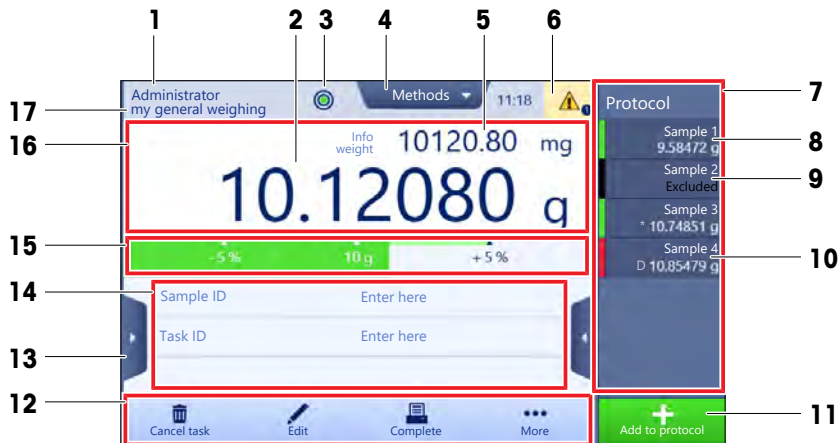 1 2 3 4 5 6
Administrator
my general weighing
Methods
11:18
Protocol
7
17
16
Info
weight
10120.80 mg
10.12080 g
Sample 1
9.58472 g
8
Sample 2
Excluded
9
Sample 3
* 10.74851 g
Sample 4
D 10.85479 g
10
15
-5 % 10 g +5 %
14
Sample ID Enter here
Task ID Enter here
13
12
Cancel task Edit Complete More
Add to protocol
11